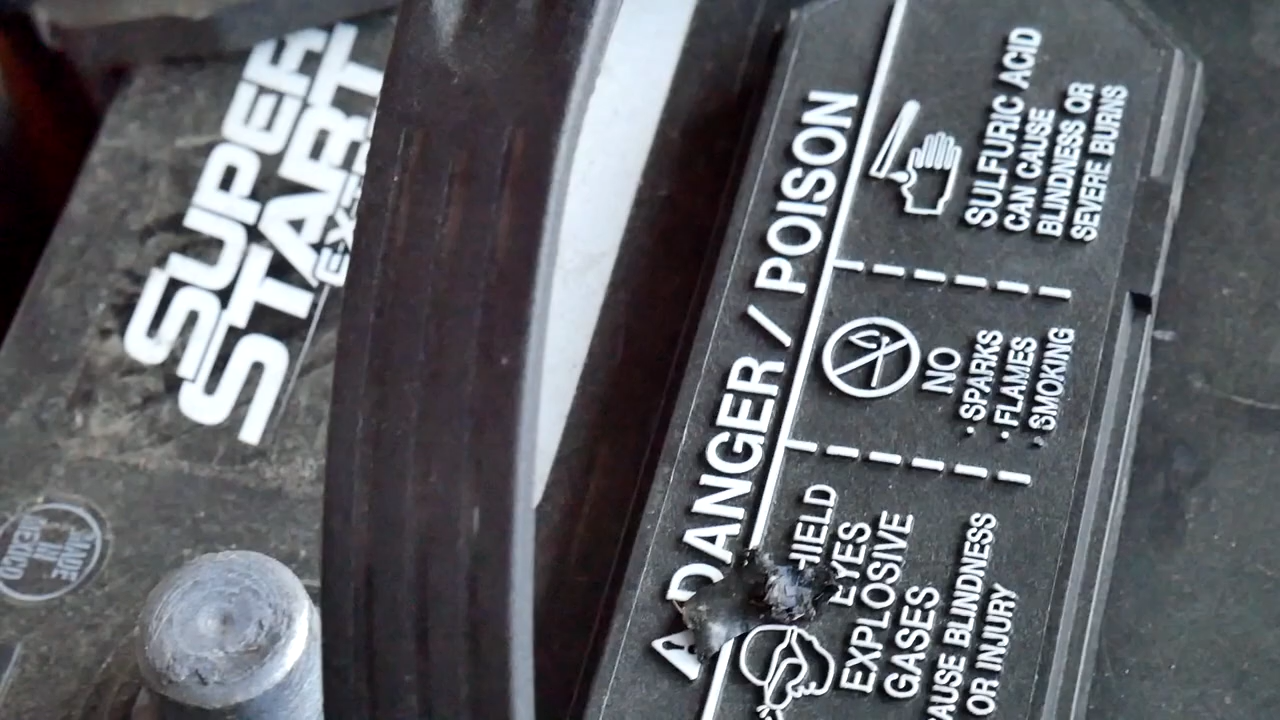 SUPER
START
MADE
IN
MEXICO
DANGER / POISON
EYES
EXPLOSIVE
GASES
BLINDNESS
OR INJURY
NO
• SPARKS
• FLAMES
• SMOKING
SULFURIC ACID
CAN CAUSE
BLINDNESS OR
SEVERE BURNS